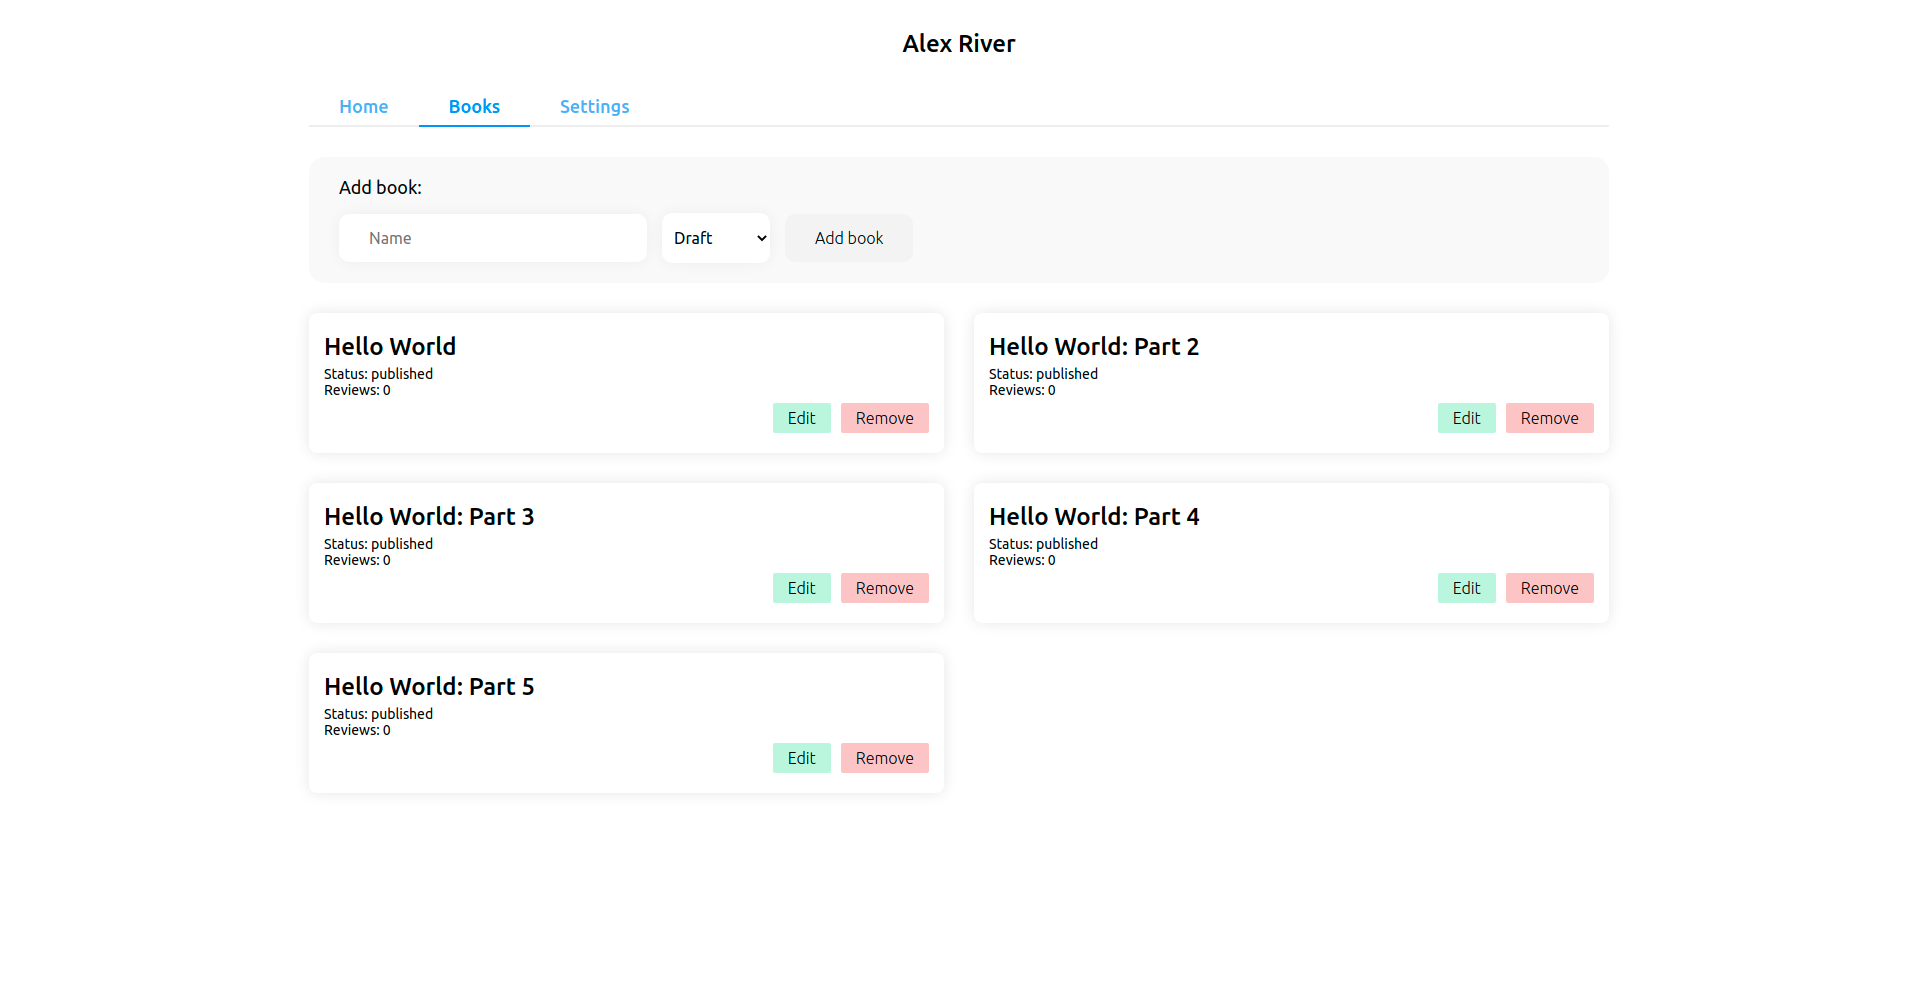 Alex River
Home Books Settings
Add book:
Name Draft Add book
Hello World
Status: published
Reviews: 0
Edit Remove
Hello World: Part 2
Status: published
Reviews: 0
Edit Remove
Hello World: Part 3
Status: published
Reviews: 0
Edit Remove
Hello World: Part 4
Status: published
Reviews: 0
Edit Remove
Hello World: Part 5
Status: published
Reviews: 0
Edit Remove